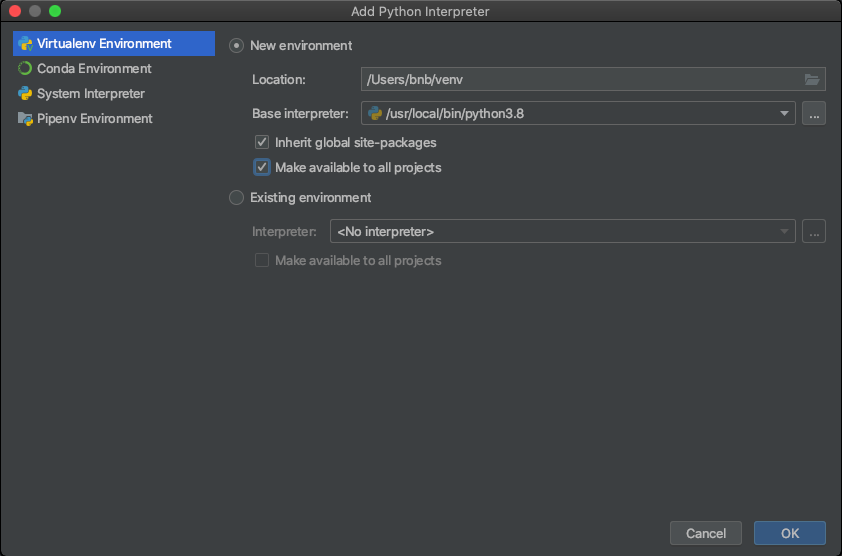 Add Python Interpreter
Virtualenv Environment
Conda Environment
System Interpreter
Pipenv Environment
New environment
Location: /Users/bnb/venv
Base interpreter: /usr/local/bin/python3.8 ...
Inherit global site-packages
Make available to all projects
Existing environment
Interpreter: <No interpreter> ...
Make available to all projects
Cancel OK